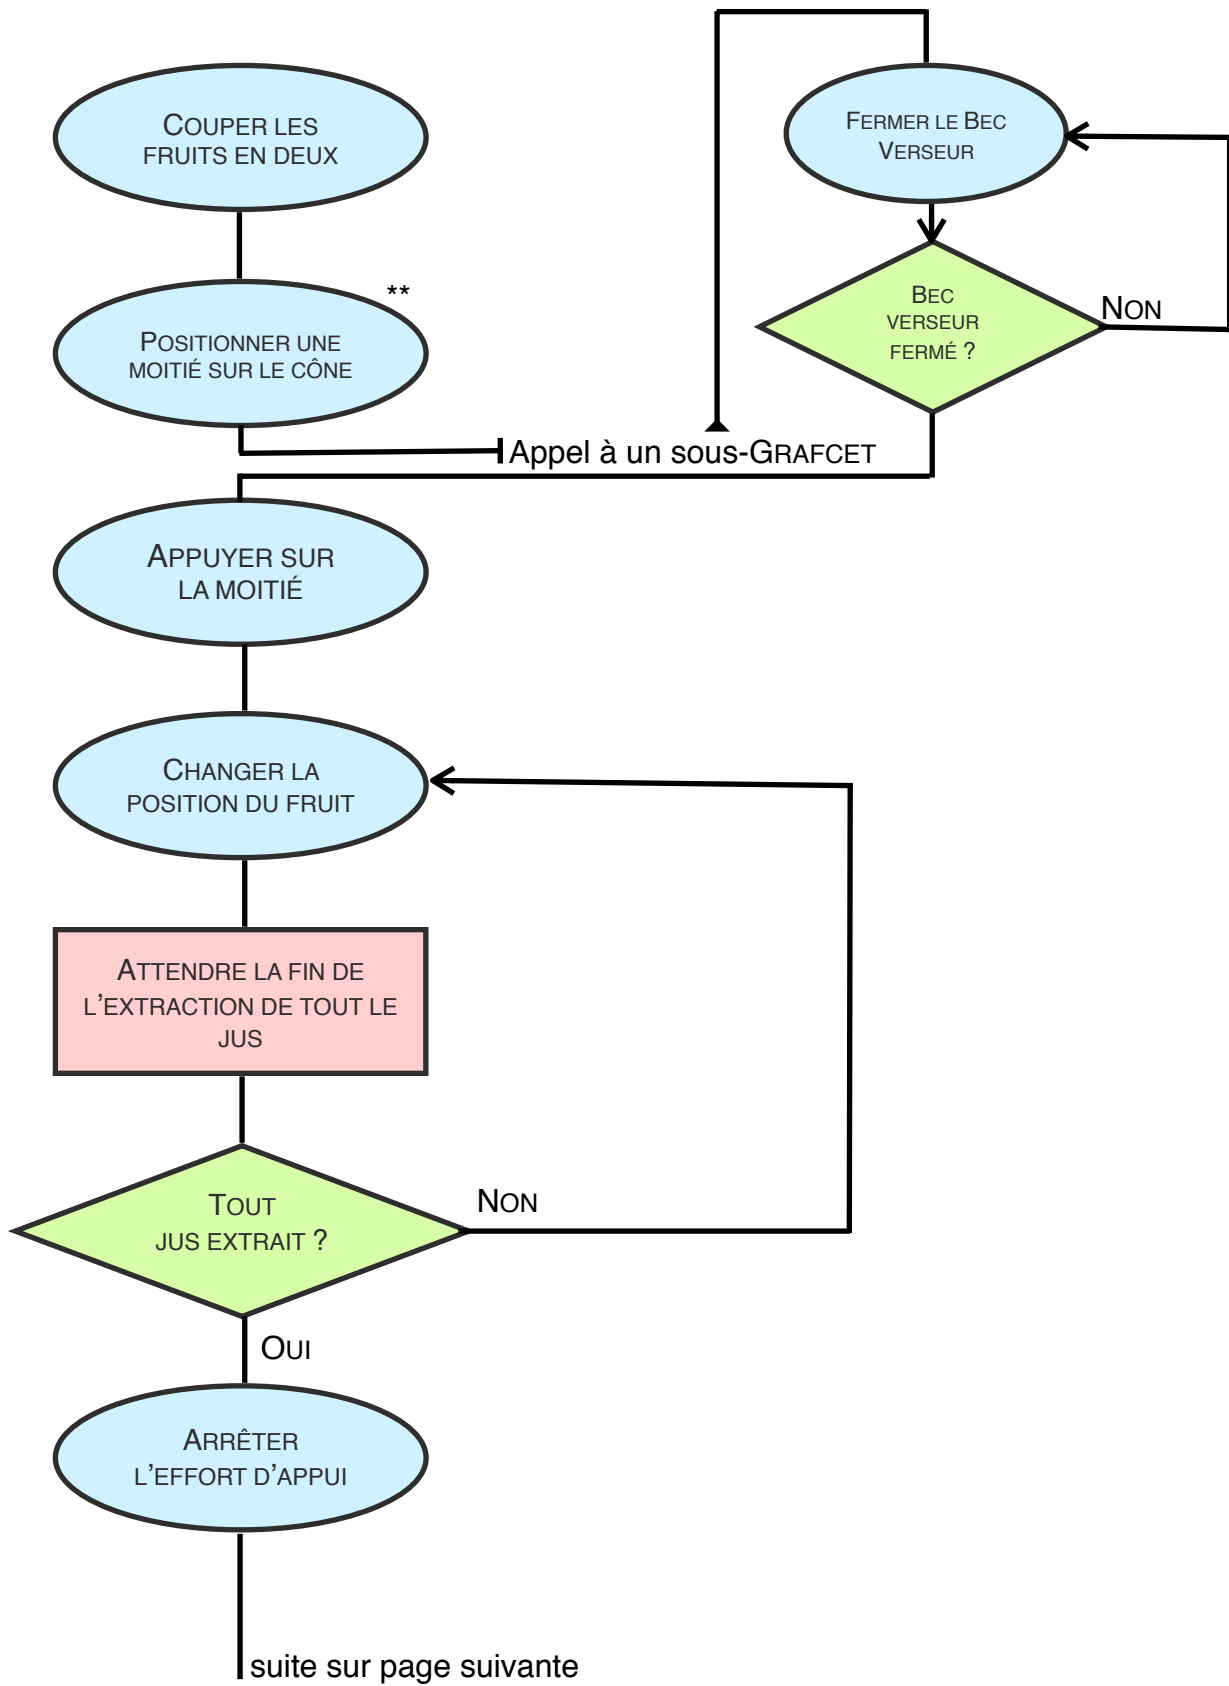 COUPER LES
FRUITS EN DEUX
FERMER LE BEC
VERSEUR
**
POSITIONNER UNE
MOITIÉ SUR LE CÔNE
BEC
VERSEUR
FERMÉ ?
NON
Appel à un sous-GRAFCET
APPUYER SUR
LA MOITIÉ
CHANGER LA
POSITION DU FRUIT
ATTENDRE LA FIN DE
L'EXTRACTION DE TOUT LE
JUS
TOUT
JUS EXTRAIT ?
NON
OUI
ARRÊTER
L'EFFORT D'APPUI
suite sur page suivante